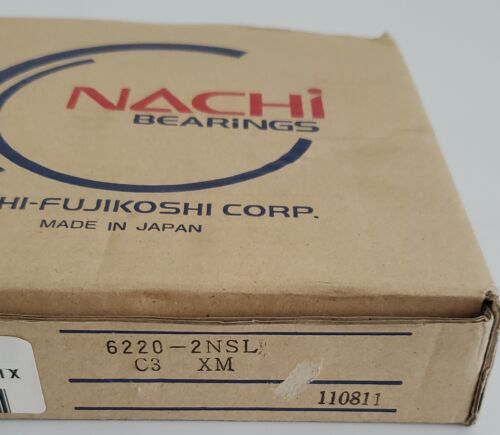 NACHi
BEARiNGS
HI-FUJIKOSHI CORP.
MADE IN JAPAN
6220-2NSL
C3 XM
110811
X